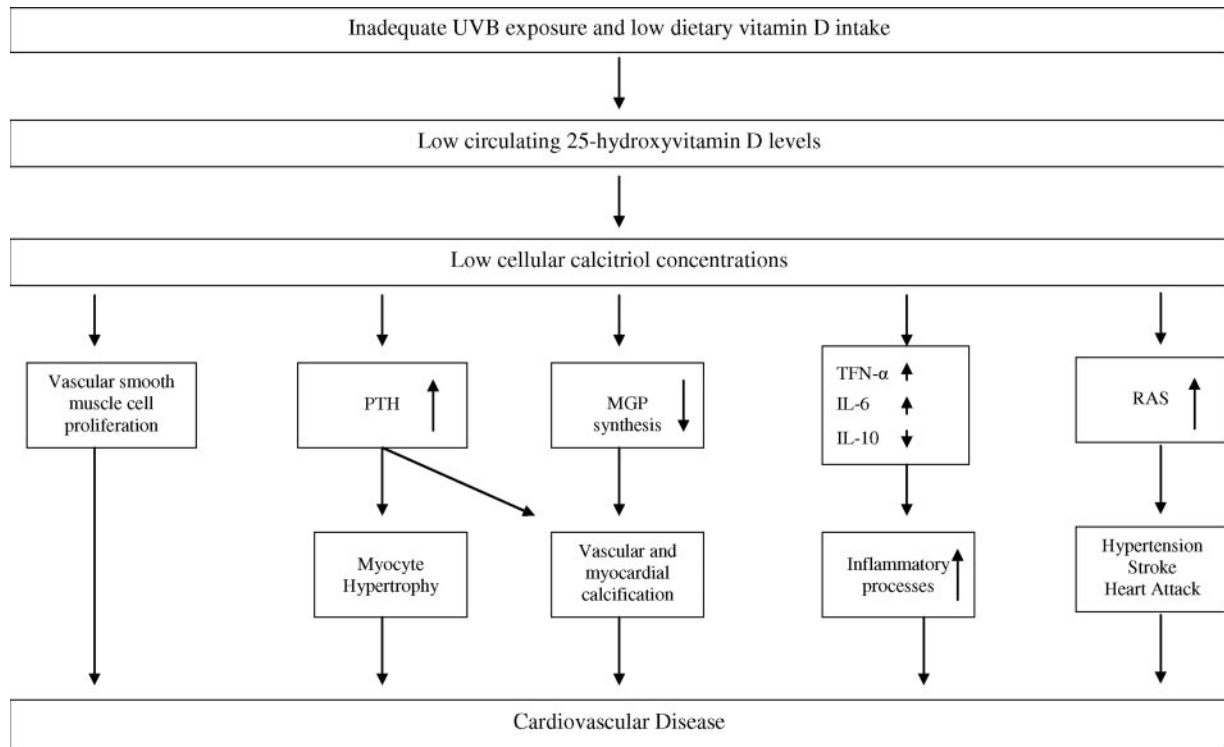 Inadequate UVB exposure and low dietary vitamin D intake
Low circulating 25-hydroxyvitamin D levels
Low cellular calcitriol concentrations
Vascular smooth
muscle cell
proliferation
PTH
MGP
synthesis
TFN-α
IL-6
IL-10
RAS
Myocyte
Hypertrophy
Vascular and
myocardial
calcification
Inflammatory
processes
Hypertension
Stroke
Heart Attack
Cardiovascular Disease